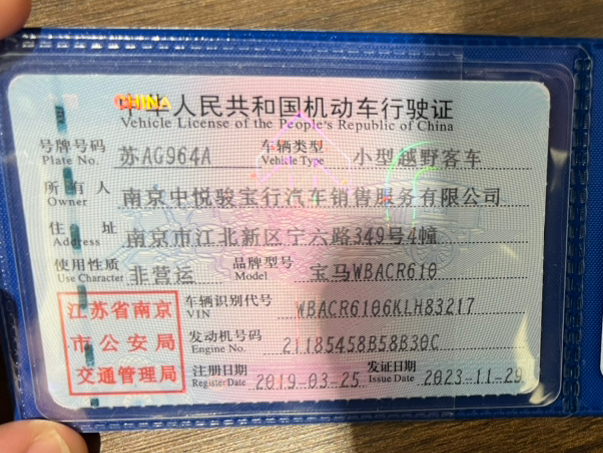 CHINA
中华人民共和国机动车行驶证
Vehicle License of the People's Republic of China
号牌号码 苏AG964A 车辆类型 小型越野客车
Plate No. Vehicle Type
所有人 南京中悦骏宝行汽车销售服务有限公司
Owner
住址 南京市江北新区宁六路349号4幢
Address
使用性质 非营运 品牌型号 宝马WBACR610
Use Character Model
江苏省南京
市公安局
交通管理局
车辆识别代号 WBACR6106KLH83217
VIN
发动机号码 21185458B58B30C
Engine No.
注册日期 2019-03-25 发证日期 2023-11-29
Register Date Issue Date